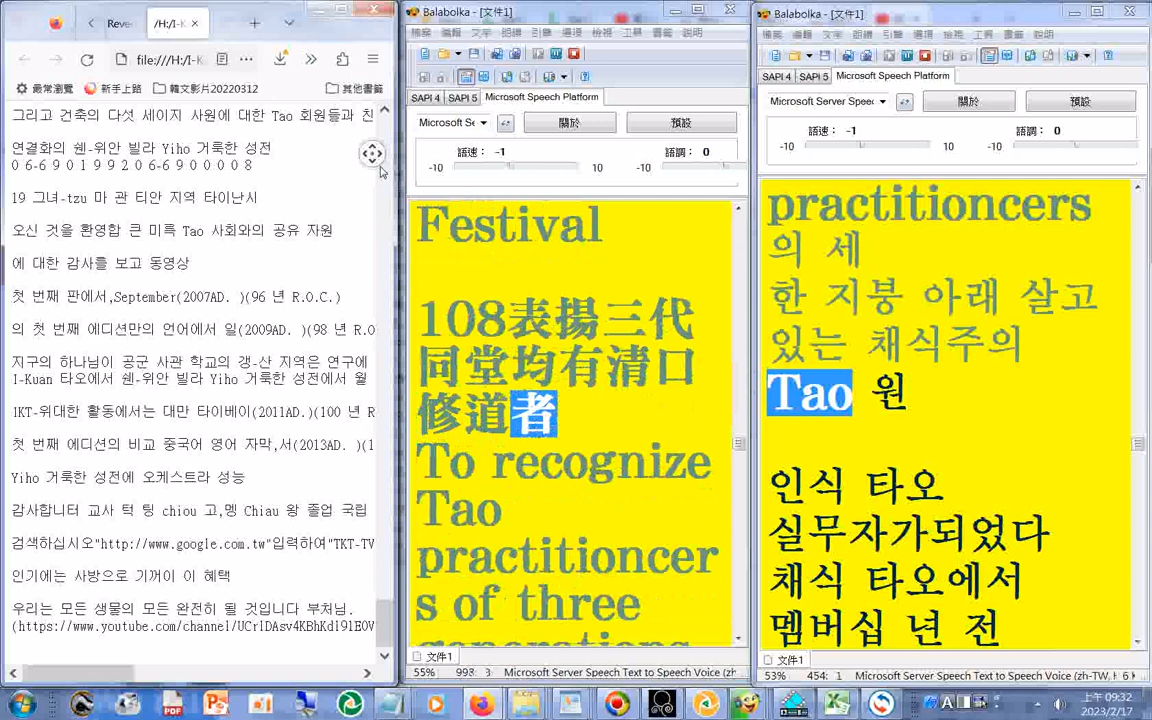 Reve
/H:/I-K
file:///H:/I-K
最常瀏覽
新手上路
韓文影片20220312
其他書籤
그리고 건축의 다섯 세이지 사원에 대한 Tao 회원들과 친
연결화의 쉔-위안 빌라 Yiho 거룩한 성전
0 6-6 9 0 1 9 9 2 0 6-6 9 0 0 0 0 8
19 그녀-tzu 마 관 티안 지역 타이난시
오신 것을 환영합 큰 미륵 Tao 사회와의 공유 자원
에 대한 감사를 보고 동영상
첫 번째 판에서,September(2007AD. )(96 년 R.O.C.)
의 첫 번째 에디션만의 언어에서 일(2009AD. )(98 년 R.O
지구의 하나님이 공군 사관 학교의 갱-산 지역은 연구에
I-Kuan 타오에서 쉔-위안 빌라 Yiho 거룩한 성전에서 월
IKT-위대한 활동에서는 대만 타이베이(2011AD.)(100 년 R
첫 번째 에디션의 비교 중국어 영어 자막,서(2013AD. )(1
Yiho 거룩한 성전에 오케스트라 성능
감사합니터 교사 턱 팅 chiou 고,멩 Chiau 왕 졸업 국립
검색하십시오"http://www.google.com.tw"입력하여"TKT-TV
인기에는 사방으로 기꺼이 이 혜택
우리는 모든 생물의 모든 완전히 될 것입니다 부처님.
(https://www.youtube.com/channel/UCr1DAsv4KBhKdl91E0V
Balabolka - [文件1]
檔案 編輯 文字 朗讀 引擎 選項 檢視 工具 書籤 說明
SAPI 4 SAPI 5 Microsoft Speech Platform
Microsoft Se 關於 預設
語速： -1 語調： 0
-10 10 -10
Festival
108表揚三代
同堂均有清口
修道者
To recognize
Tao
practitioncer
s of three
generations
文件1
55% 998: 3 Microsoft Server Speech Text to Speech Voice (zh-
Balabolka - [文件1]
檔案 編輯 文字 朗讀 引擎 選項 檢視 工具 書籤 說明
SAPI 4 SAPI 5 Microsoft Speech Platform
Microsoft Server Speec 關於 預設
語速： -1 語調： 0
-10 10 -10
practitioncers
의 세
한 지붕 아래 살고
있는 채식주의
Tao 원
인식 타오
실무자가되었다
채식 타오에서
멤버십 년 전
文件1
53% 454: 1 Microsoft Server Speech Text to Speech Voice (zh-TW,
上午 09:32
2023/2/17